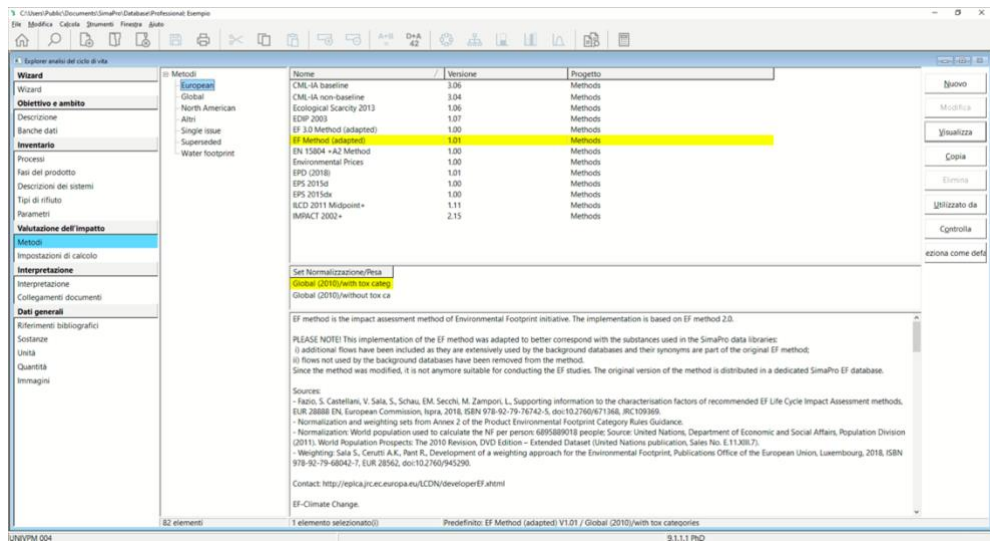 C:\Users\Public\Documents\SimaPro\Database\Professional; Esempio
File Modifica Calcola Strumenti Finestra Aiuto
A=B D+A
42
Explorer analisi del ciclo di vita
Wizard
Wizard
Obiettivo e ambito
Descrizione
Banche dati
Inventario
Processi
Fasi del prodotto
Descrizioni dei sistemi
Tipi di rifiuto
Parametri
Valutazione dell'impatto
Metodi
Impostazioni di calcolo
Interpretazione
Interpretazione
Collegamenti documenti
Dati generali
Riferimenti bibliografici
Sostanze
Unità
Quantità
Immagini
Metodi
European
Global
North American
Altri
Single issue
Superseded
Water footprint
Nome / Versione Progetto
CML-IA baseline 3.06 Methods
CML-IA non-baseline 3.04 Methods
Ecological Scarcity 2013 1.06 Methods
EDIP 2003 1.07 Methods
EF 3.0 Method (adapted) 1.00 Methods
EF Method (adapted) 1.01 Methods
EN 15804 +A2 Method 1.00 Methods
Environmental Prices 1.00 Methods
EPD (2018) 1.01 Methods
EPS 2015d 1.00 Methods
EPS 2015dx 1.00 Methods
ILCD 2011 Midpoint+ 1.11 Methods
IMPACT 2002+ 2.15 Methods
Set Normalizzazione/Pesa
Global (2010)/with tox categ
Global (2010)/without tox ca
EF method is the impact assessment method of Environmental Footprint initiative. The implementation is based on EF method 2.0.
PLEASE NOTE! This implementation of the EF method was adapted to better correspond with the substances used in the SimaPro data libraries:
i) additional flows have been included as they are extensively used by the background databases and their synonyms are part of the original EF method;
ii) flows not used by the background databases have been removed from the method.
Since the method was modified, it is not anymore suitable for conducting the EF studies. The original version of the method is distributed in a dedicated SimaPro EF database.
Sources:
- Fazio, S. Castellani, V. Sala, S., Schau, EM. Secchi, M. Zampori, L., Supporting information to the characterisation factors of recommended EF Life Cycle Impact Assessment methods,
EUR 28888 EN, European Commission, Ispra, 2018, ISBN 978-92-79-76742-5, doi:10.2760/671368, JRC109369.
- Normalization and weighting sets from Annex 2 of the Product Environmental Footprint Category Rules Guidance.
- Normalization: World population used to calculate the NF per person: 6895889018 people; Source: United Nations, Department of Economic and Social Affairs, Population Division
(2011). World Population Prospects: The 2010 Revision, DVD Edition – Extended Dataset (United Nations publication, Sales No. E.11.XIII.7).
- Weighting: Sala S., Cerutti A.K., Pant R., Development of a weighting approach for the Environmental Footprint, Publications Office of the European Union, Luxembourg, 2018, ISBN
978-92-79-68042-7, EUR 28562, doi:10.2760/945290.
Contact: http://eplca.jrc.ec.europa.eu/LCDN/developerEF.xhtml
EF-Climate Change.
Nuovo
Modifica
Visualizza
Copia
Elimina
Utilizzato da
Controlla
eziona come defa
82 elementi 1 elemento selezionato(i) Predefinito: EF Method (adapted) V1.01 / Global (2010)/with tox categories
UNIVPM 004 9.1.1.1 PhD